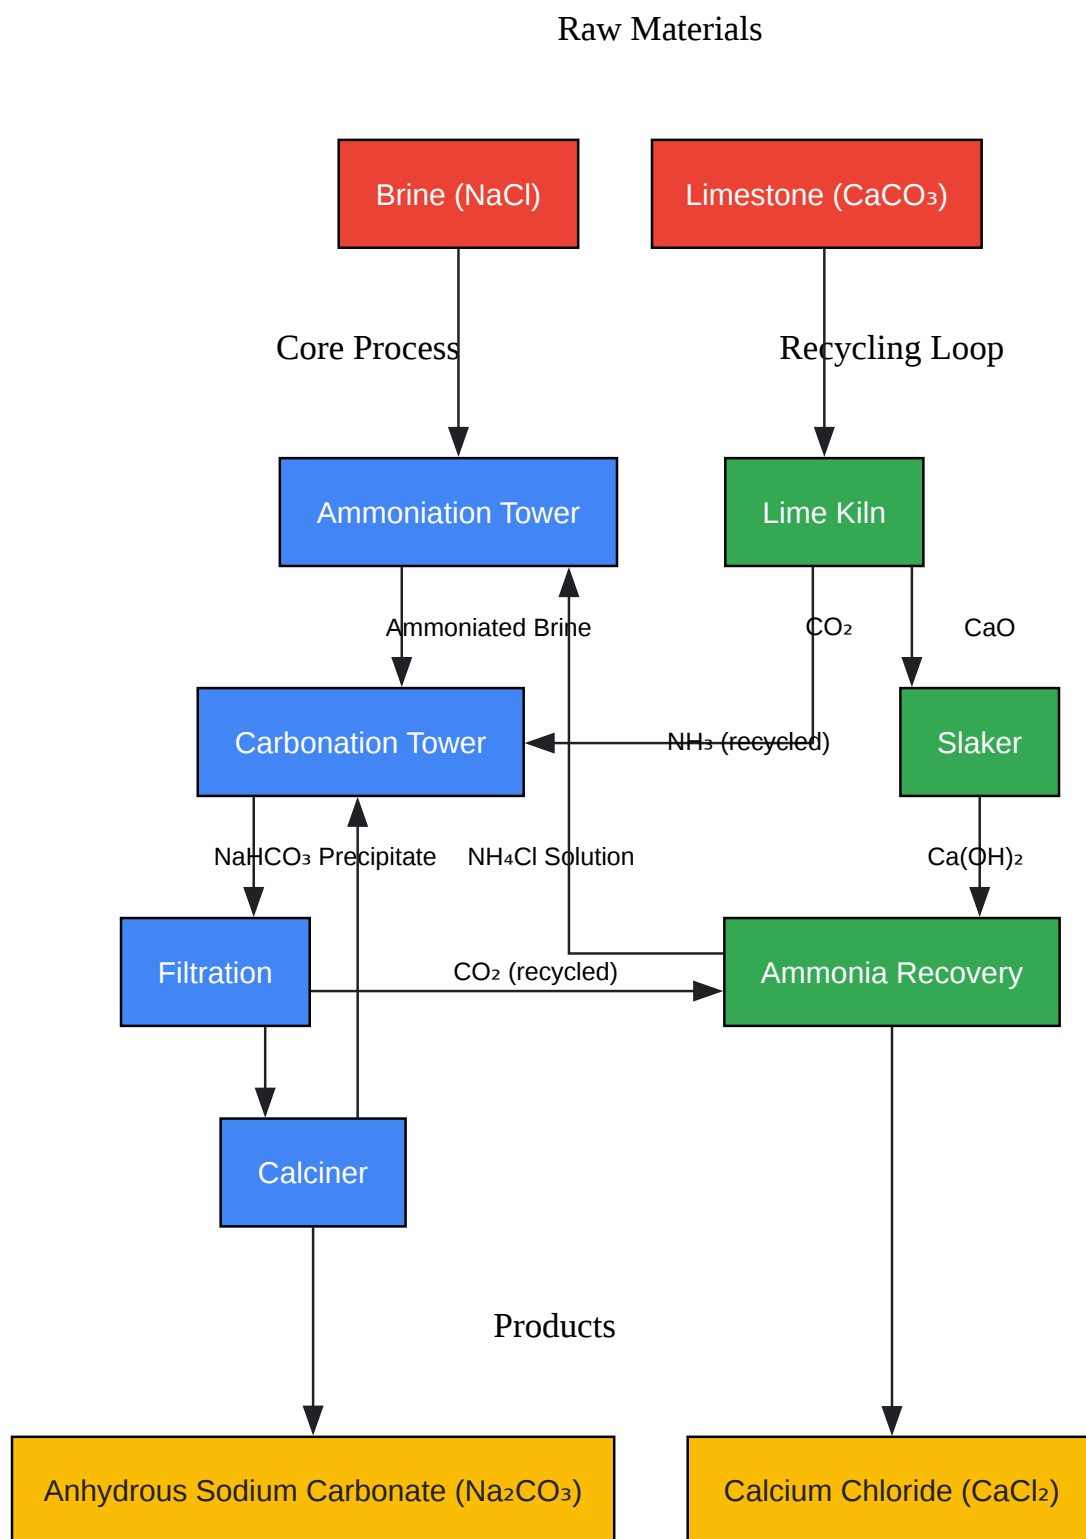 Raw Materials
Brine (NaCl)
Limestone (CaCO₃)
Core Process
Recycling Loop
Ammoniation Tower
Lime Kiln
Ammoniated Brine
CO₂
CaO
Carbonation Tower
NH₃ (recycled)
Slaker
NaHCO₃ Precipitate
NH₄Cl Solution
Ca(OH)₂
Filtration
CO₂ (recycled)
Ammonia Recovery
Calciner
Products
Anhydrous Sodium Carbonate (Na₂CO₃)
Calcium Chloride (CaCl₂)